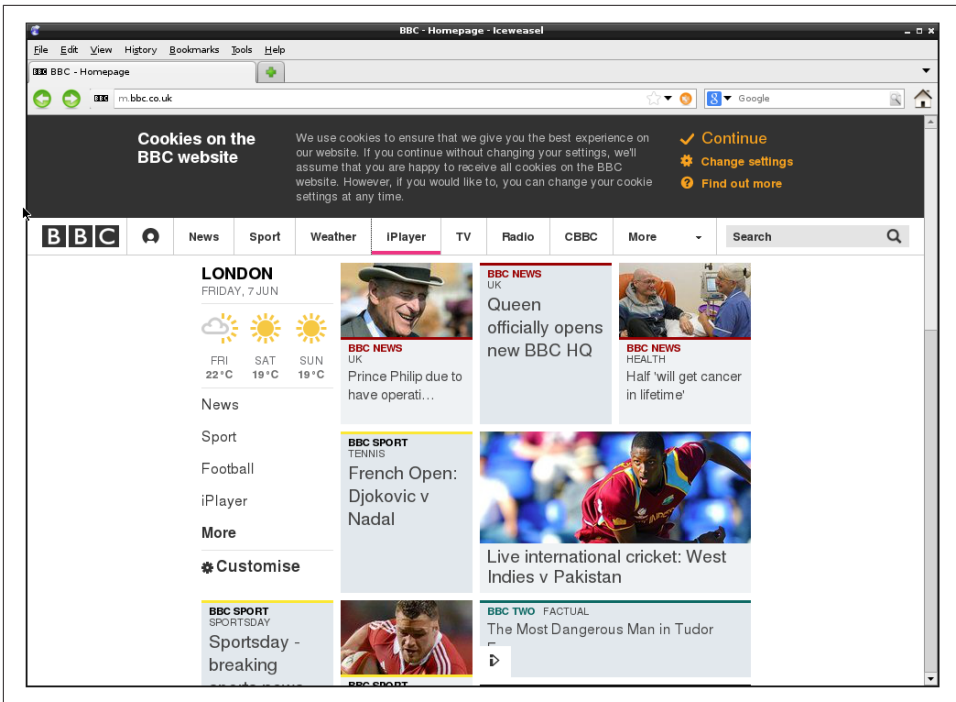 BBC - Homepage - Iceweasel
File Edit View History Bookmarks Tools Help
BBC BBC - Homepage
BBC m.bbc.co.uk
Google
Cookies on the
BBC website
We use cookies to ensure that we give you the best experience on
our website. If you continue without changing your settings, we'll
assume that you are happy to receive all cookies on the BBC
website. However, if you would like to, you can change your cookie
settings at any time.
Continue
Change settings
Find out more
BBC News Sport Weather iPlayer TV Radio CBBC More Search
LONDON
FRIDAY, 7 JUN
FRI SAT SUN
22°C 19°C 19°C
News
Sport
Football
iPlayer
More
Customise
BBC NEWS
UK
Prince Philip due to
have operati...
BBC NEWS
UK
Queen
officially opens
new BBC HQ
BBC NEWS
HEALTH
Half 'will get cancer
in lifetime'
BBC SPORT
TENNIS
French Open:
Djokovic v
Nadal
Live international cricket: West
Indies v Pakistan
BBC SPORT
SPORTSDAY
Sportsday -
breaking
sports news
BBC SPORT
BBC TWO FACTUAL
The Most Dangerous Man in Tudor